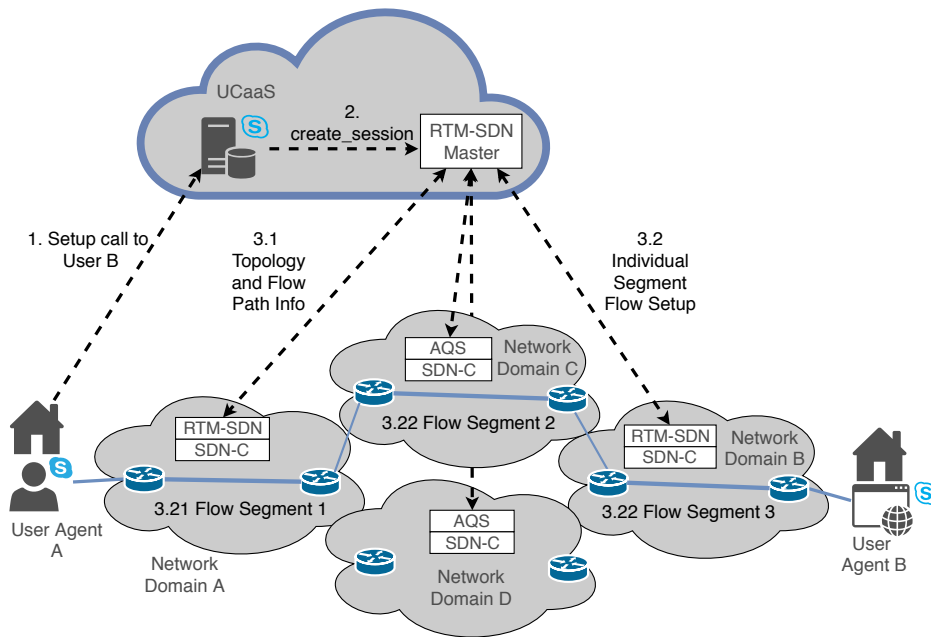 UCaaS
S
2.
create_session
RTM-SDN
Master
1. Setup call to
User B
3.1
Topology
and Flow
Path Info
3.2
Individual
Segment
Flow Setup
AQS
SDN-C
Network
Domain C
3.22 Flow Segment 2
RTM-SDN
SDN-C
3.21 Flow Segment 1
RTM-SDN
SDN-C
Network
Domain B
3.22 Flow Segment 3
S
User Agent
A
Network
Domain A
AQS
SDN-C
Network
Domain D
S
User
Agent B